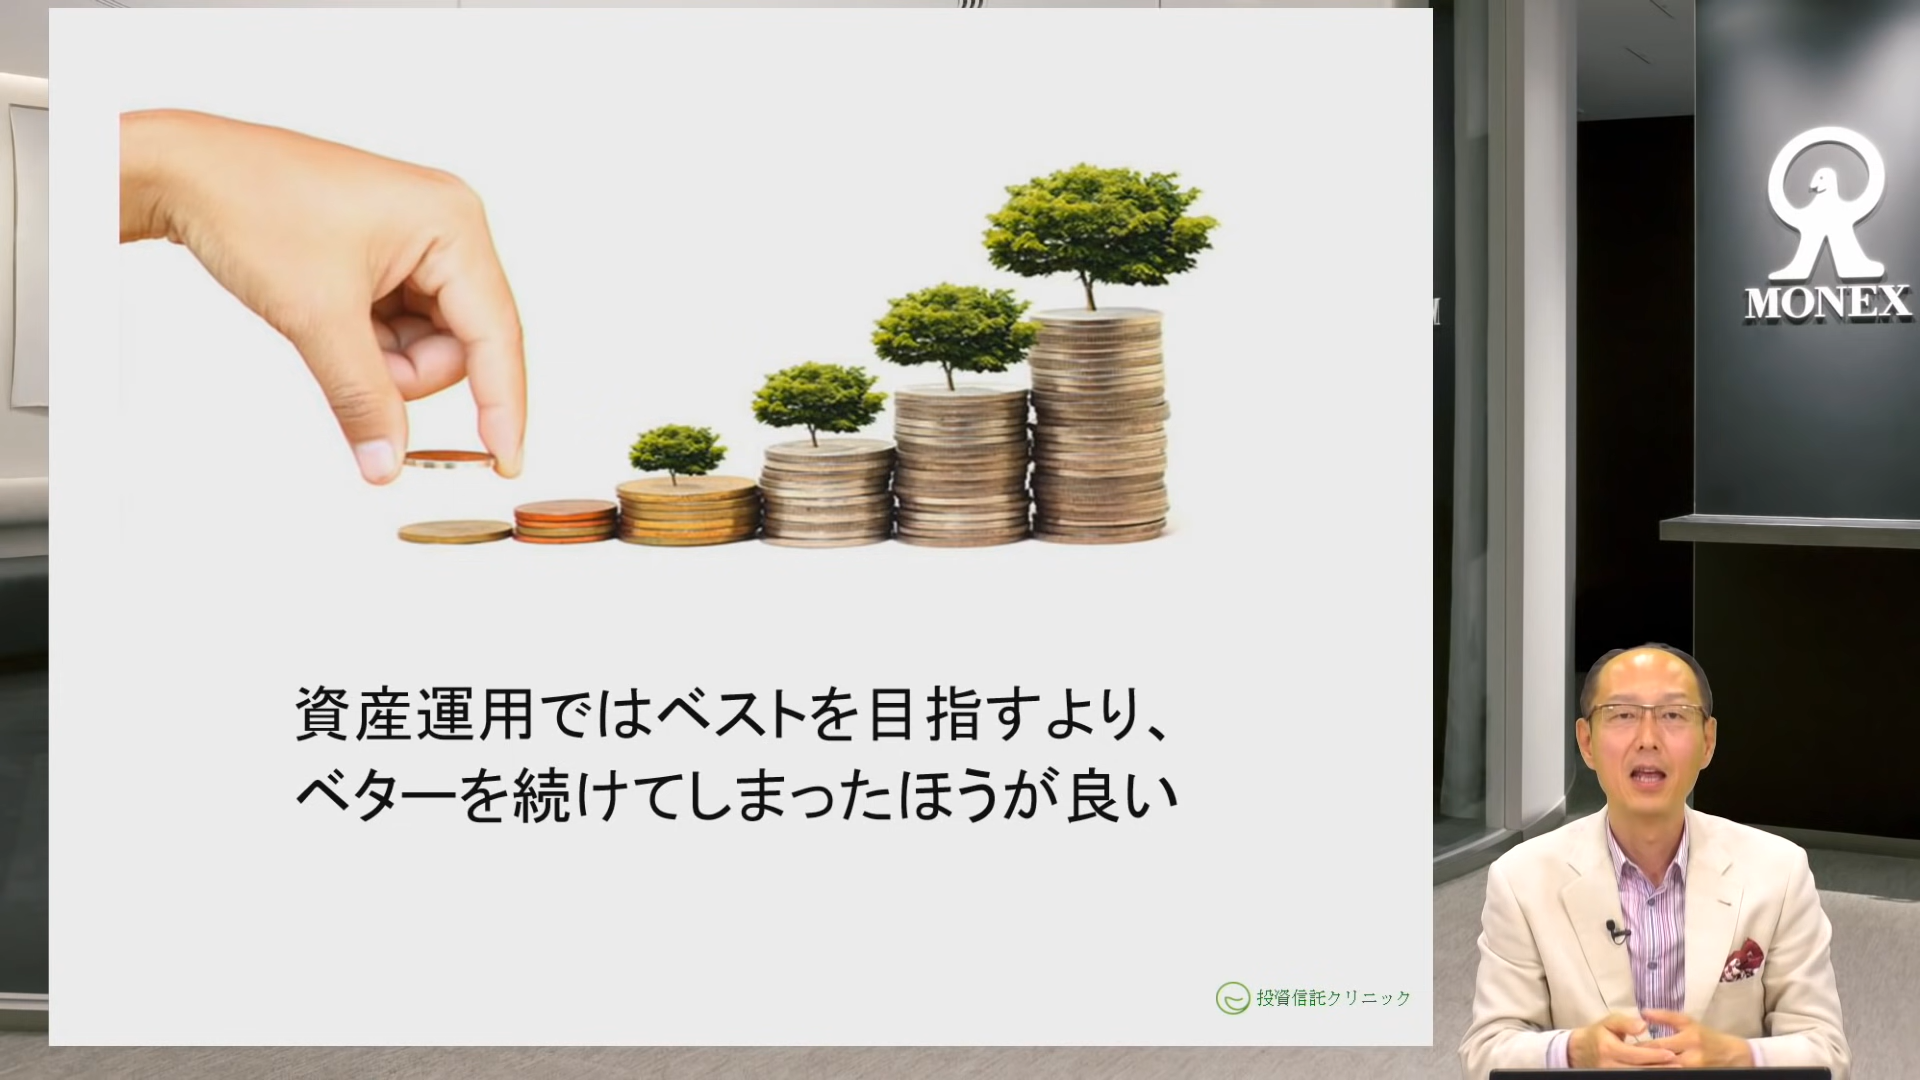 資産運用ではベストを目指すより、
ベターを続けてしまったほうが良い
投資信託クリニック
MONEX
M